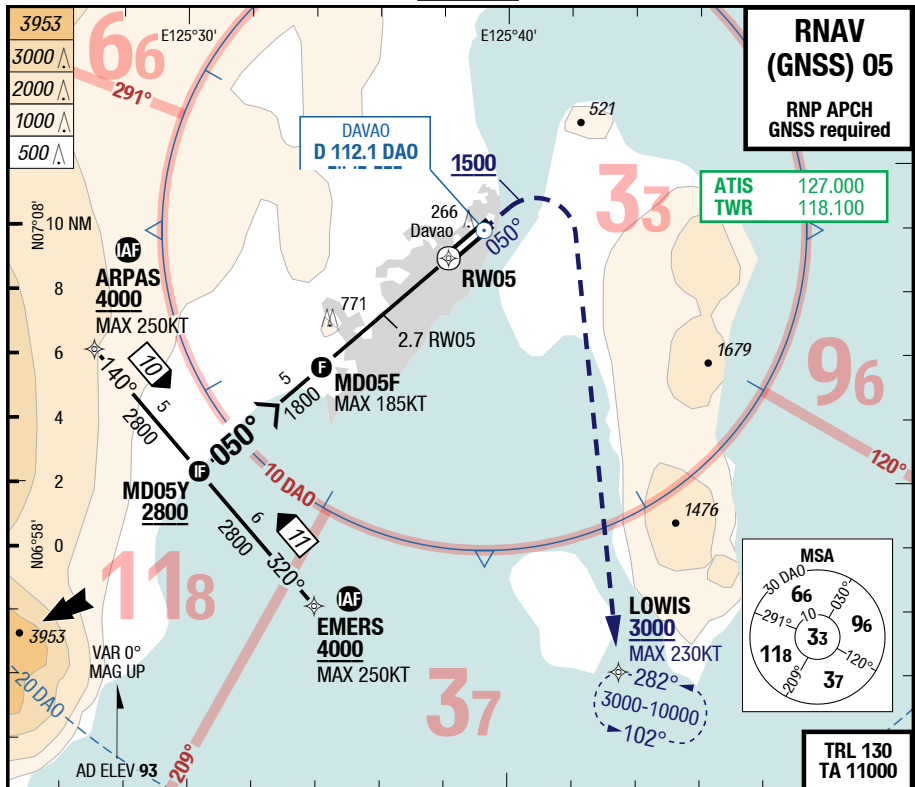 3953
3000
2000
1000
500
E125°30'
E125°40'
RNAV
(GNSS) 05
RNP APCH
GNSS required
66
291°
521
DAVAO
D 112.1 DAO
1500
33
ATIS 127.000
TWR 118.100
N07°08'
10 NM
266
Davao
050°
RW05
IAF
ARPAS
4000
MAX 250KT
8
771
2.7 RW05
6
10
140°
5
2800
5
1800
F
MD05F
MAX 185KT
1679
96
4
050°
IF
MD05Y
2800
10 DAO
120°
2
6
2800
11
320°
1476
N06°58'
0
118
IAF
EMERS
4000
MAX 250KT
LOWIS
3000
MAX 230KT
MSA
30 DAO
66
291°
10
030°
33
96
118
120°
209°
37
3953
VAR 0°
MAG UP
20 DAO
37
282°
3000-10000
102°
209°
AD ELEV 93
TRL 130
TA 11000